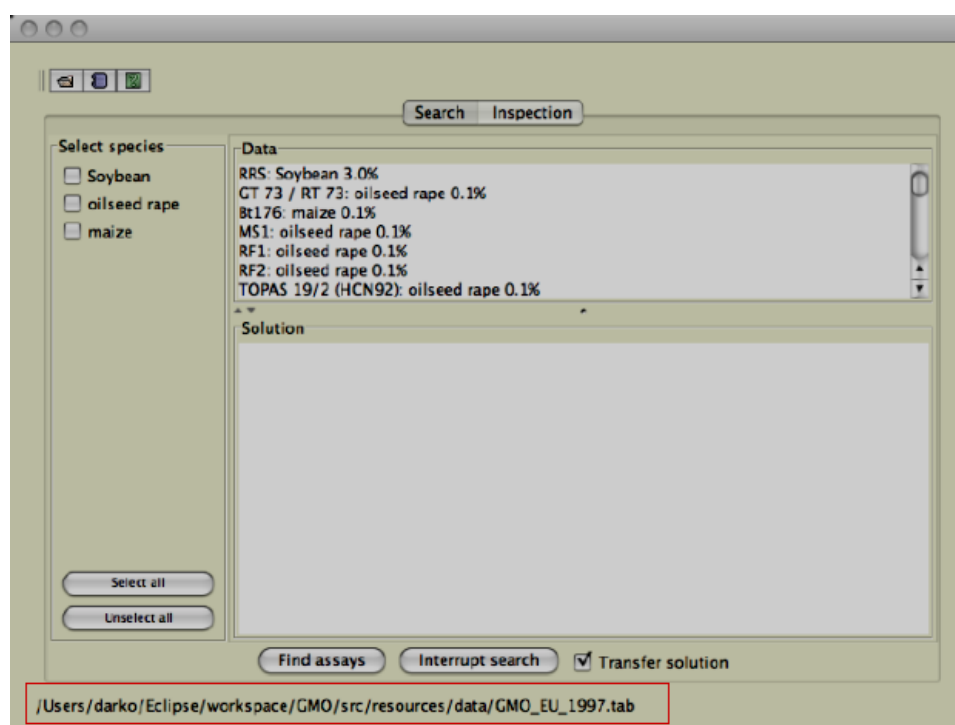 Search Inspection
Select species
Soybean
oilseed rape
maize
Data
RRS: Soybean 3.0%
GT 73 / RT 73: oilseed rape 0.1%
Bt176: maize 0.1%
MS1: oilseed rape 0.1%
RF1: oilseed rape 0.1%
RF2: oilseed rape 0.1%
TOPAS 19/2 (HCN92): oilseed rape 0.1%
Solution
Select all
Unselect all
Find assays Interrupt search Transfer solution
/Users/darko/Eclipse/workspace/GMO/src/resources/data/GMO_EU_1997.tab